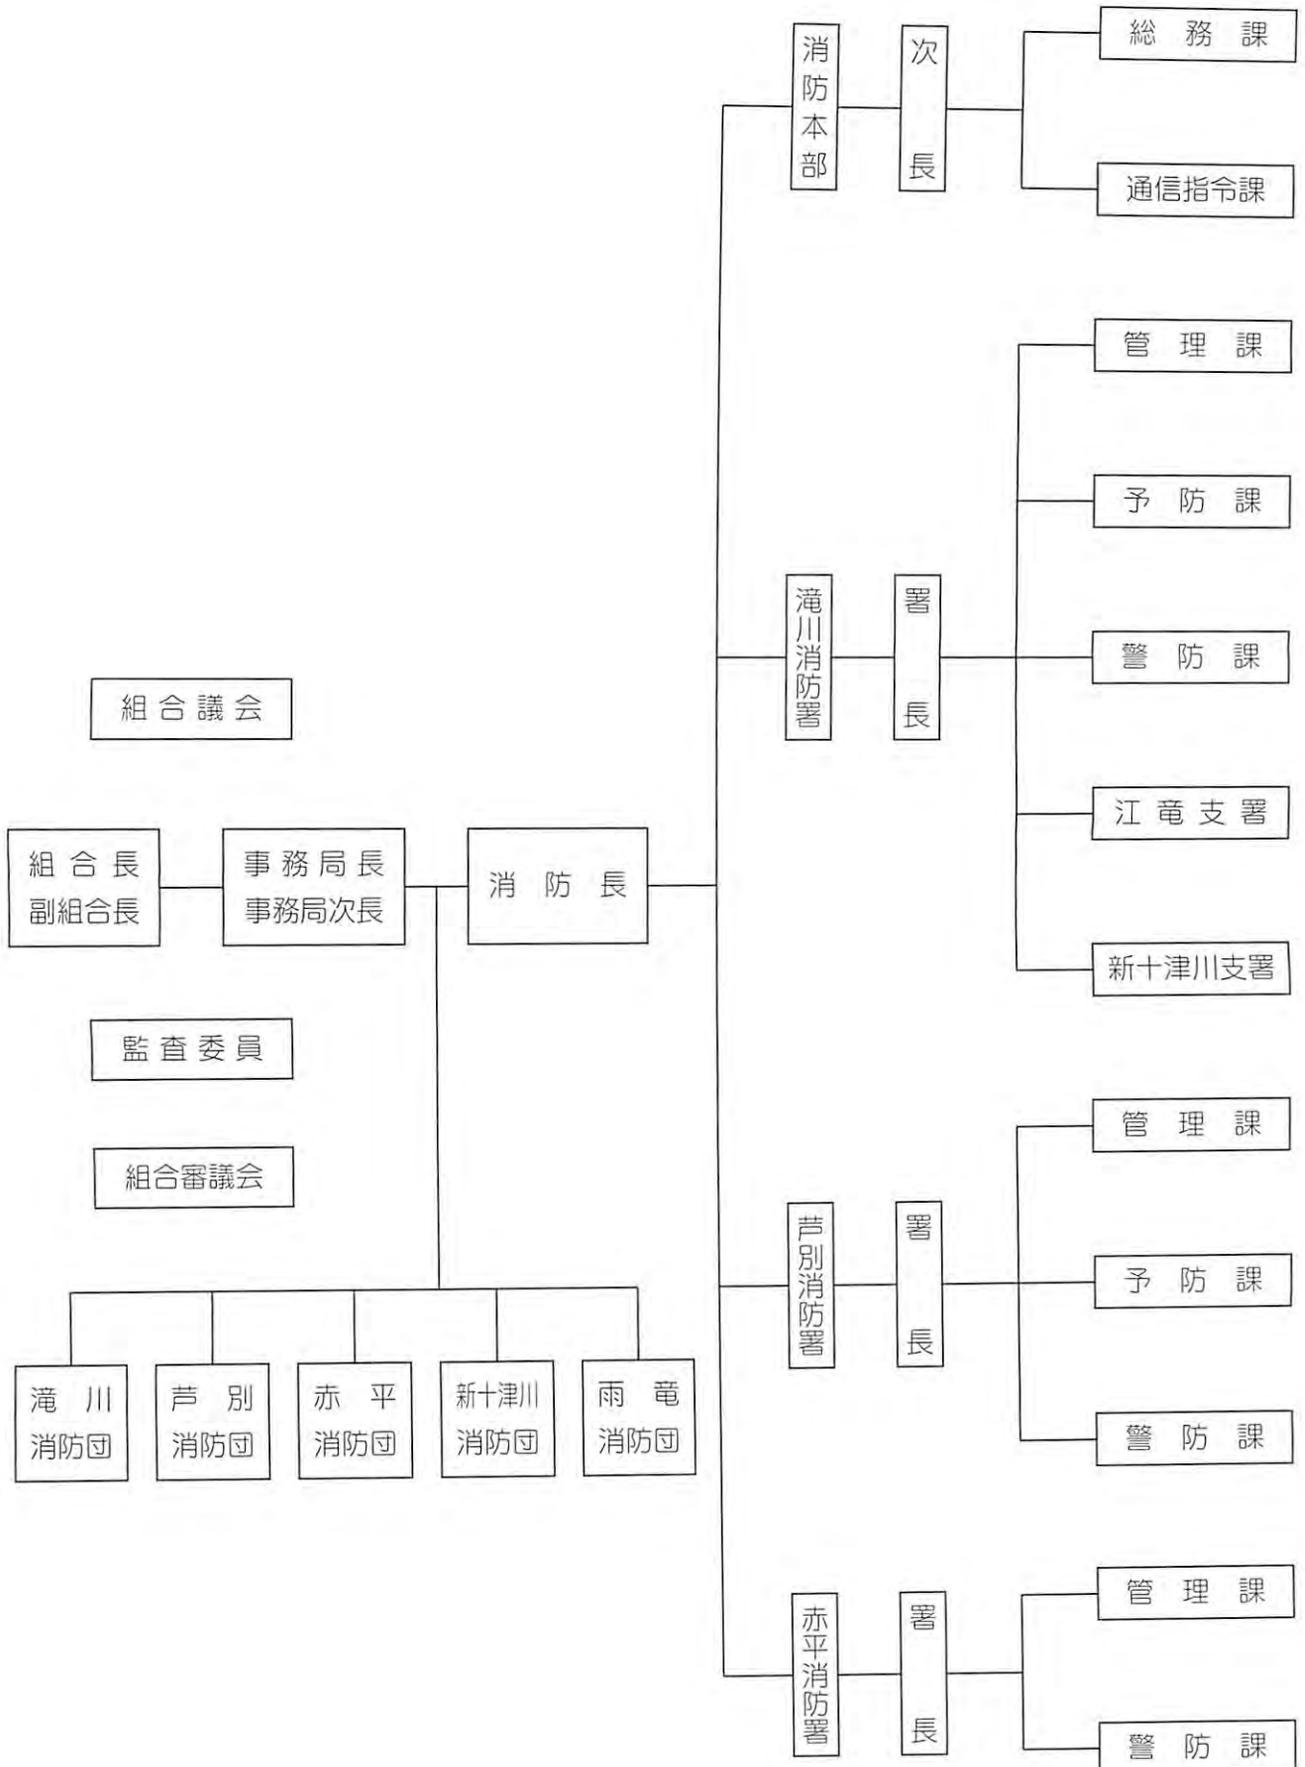 組合議会
組合長
副組合長
事務局長
事務局次長
消防長
監査委員
組合審議会
滝川
消防団
芦別
消防団
赤平
消防団
新十津川
消防団
雨竜
消防団
消防本部
次長
総務課
通信指令課
滝川消防署
署長
管理課
予防課
警防課
江竜支署
新十津川支署
芦別消防署
署長
管理課
予防課
警防課
赤平消防署
署長
管理課
警防課